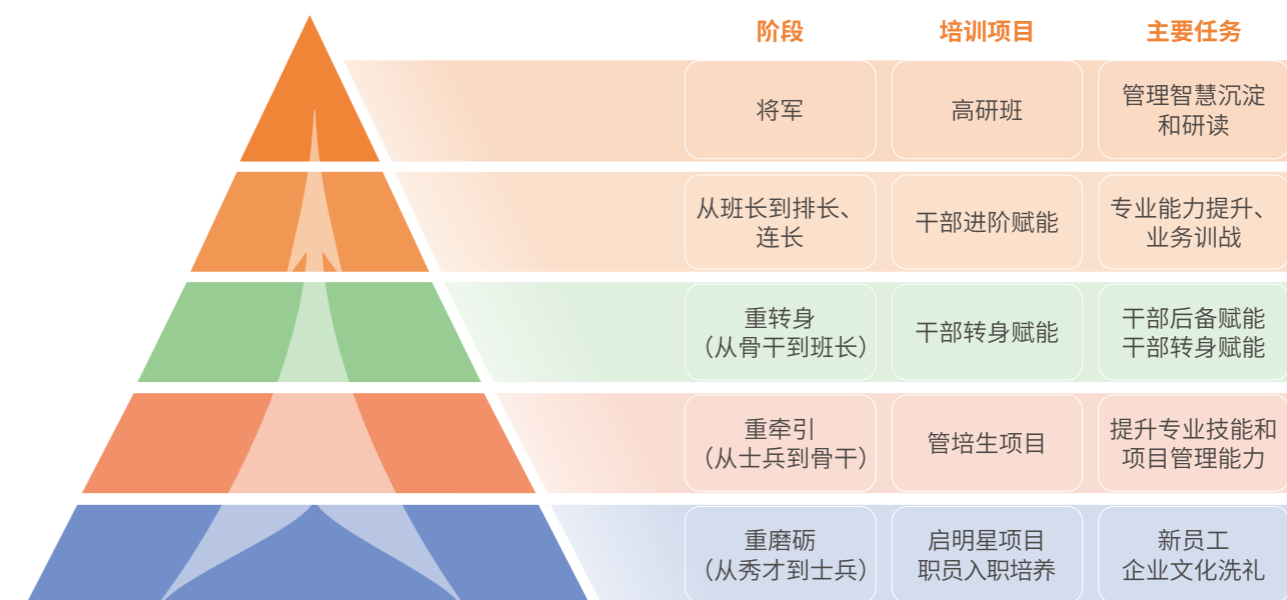 阶段 培训项目 主要任务
将军 高研班 管理智慧沉淀
和研读
从班长到排长、
连长
干部进阶赋能
专业能力提升、
业务训战
重转身
（从骨干到班长）
干部转身赋能
干部后备赋能
干部转身赋能
重牵引
（从士兵到骨干）
管培生项目
提升专业技能和
项目管理能力
重磨砺
（从秀才到士兵）
启明星项目
职员入职培养
新员工
企业文化洗礼